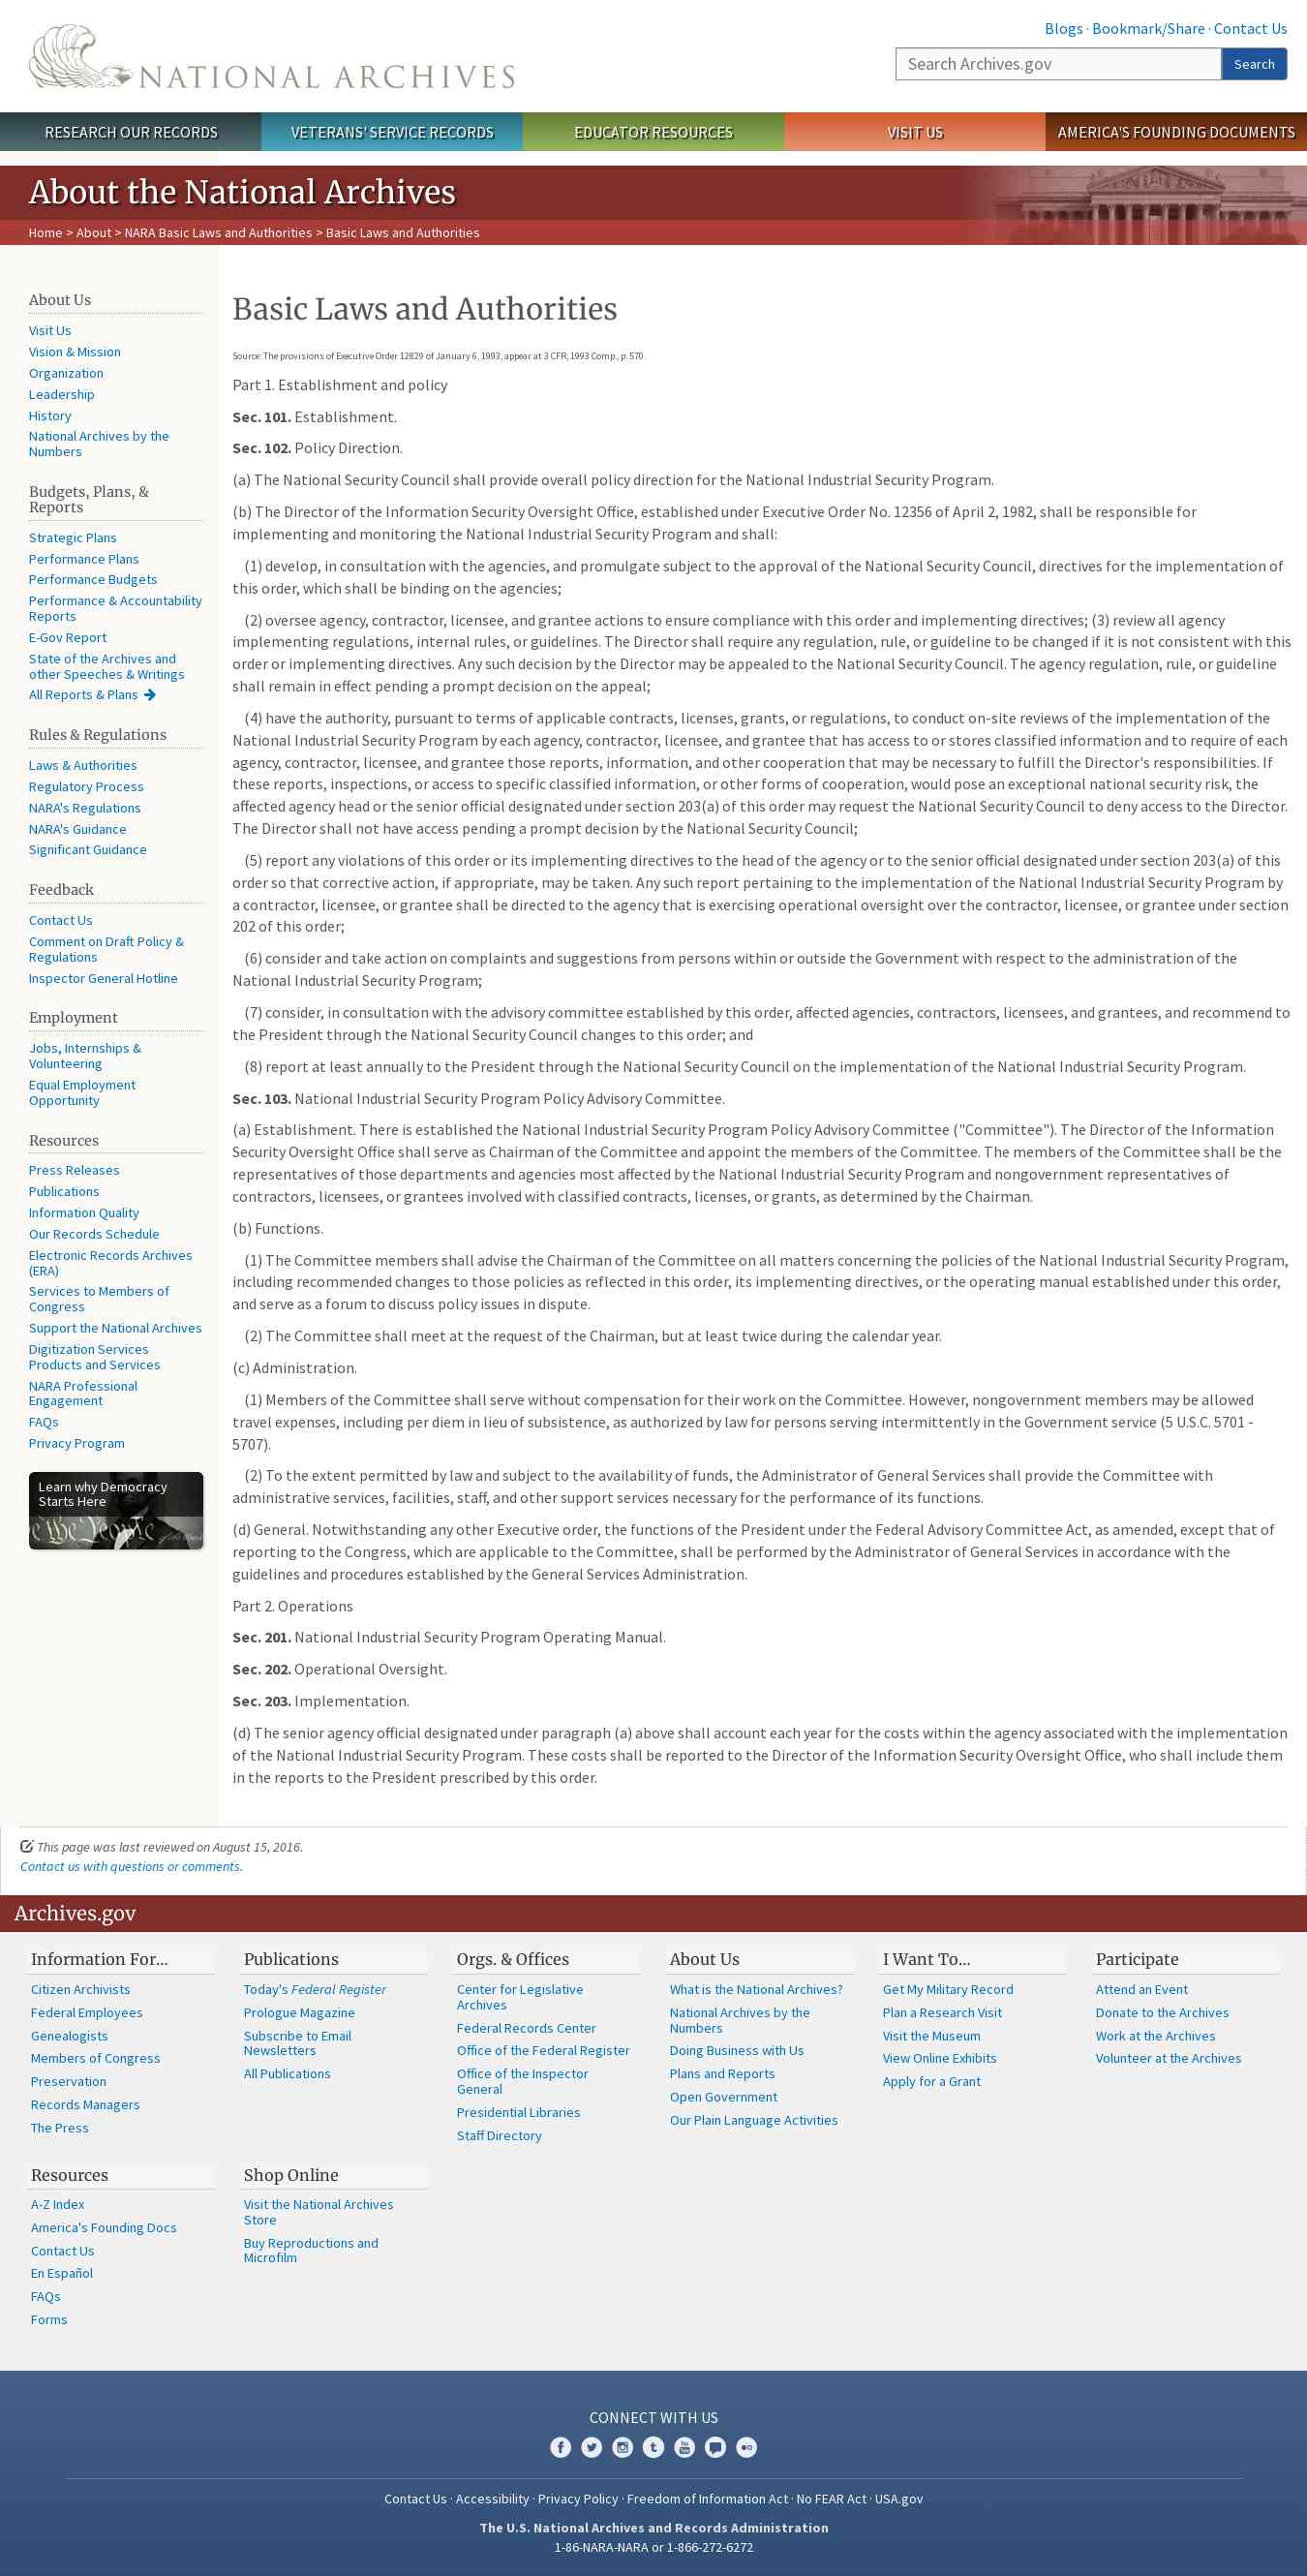 Blogs · Bookmark/Share · Contact Us
NATIONAL ARCHIVES
Search Archives.gov
Search
RESEARCH OUR RECORDS
VETERANS' SERVICE RECORDS
EDUCATOR RESOURCES
VISIT US
AMERICA'S FOUNDING DOCUMENTS
About the National Archives
Home > About > NARA Basic Laws and Authorities > Basic Laws and Authorities
About Us
Visit Us
Vision & Mission
Organization
Leadership
History
National Archives by the
Numbers
Budgets, Plans, &
Reports
Strategic Plans
Performance Plans
Performance Budgets
Performance & Accountability
Reports
E-Gov Report
State of the Archives and
other Speeches & Writings
All Reports & Plans
Rules & Regulations
Laws & Authorities
Regulatory Process
NARA's Regulations
NARA's Guidance
Significant Guidance
Feedback
Contact Us
Comment on Draft Policy &
Regulations
Inspector General Hotline
Employment
Jobs, Internships &
Volunteering
Equal Employment
Opportunity
Resources
Press Releases
Publications
Information Quality
Our Records Schedule
Electronic Records Archives
(ERA)
Services to Members of
Congress
Support the National Archives
Digitization Services
Products and Services
NARA Professional
Engagement
FAQs
Privacy Program
Learn why Democracy
Starts Here
We the People
Basic Laws and Authorities
Source: The provisions of Executive Order 12829 of January 6, 1993, appear at 3 CFR, 1993 Comp., p. 570.
Part 1. Establishment and policy
Sec. 101. Establishment.
Sec. 102. Policy Direction.
(a) The National Security Council shall provide overall policy direction for the National Industrial Security Program.
(b) The Director of the Information Security Oversight Office, established under Executive Order No. 12356 of April 2, 1982, shall be responsible for
implementing and monitoring the National Industrial Security Program and shall:
(1) develop, in consultation with the agencies, and promulgate subject to the approval of the National Security Council, directives for the implementation of
this order, which shall be binding on the agencies;
(2) oversee agency, contractor, licensee, and grantee actions to ensure compliance with this order and implementing directives; (3) review all agency
implementing regulations, internal rules, or guidelines. The Director shall require any regulation, rule, or guideline to be changed if it is not consistent with this
order or implementing directives. Any such decision by the Director may be appealed to the National Security Council. The agency regulation, rule, or guideline
shall remain in effect pending a prompt decision on the appeal;
(4) have the authority, pursuant to terms of applicable contracts, licenses, grants, or regulations, to conduct on-site reviews of the implementation of the
National Industrial Security Program by each agency, contractor, licensee, and grantee that has access to or stores classified information and to require of each
agency, contractor, licensee, and grantee those reports, information, and other cooperation that may be necessary to fulfill the Director's responsibilities. If
these reports, inspections, or access to specific classified information, or other forms of cooperation, would pose an exceptional national security risk, the
affected agency head or the senior official designated under section 203(a) of this order may request the National Security Council to deny access to the Director.
The Director shall not have access pending a prompt decision by the National Security Council;
(5) report any violations of this order or its implementing directives to the head of the agency or to the senior official designated under section 203(a) of this
order so that corrective action, if appropriate, may be taken. Any such report pertaining to the implementation of the National Industrial Security Program by
a contractor, licensee, or grantee shall be directed to the agency that is exercising operational oversight over the contractor, licensee, or grantee under section
202 of this order;
(6) consider and take action on complaints and suggestions from persons within or outside the Government with respect to the administration of the
National Industrial Security Program;
(7) consider, in consultation with the advisory committee established by this order, affected agencies, contractors, licensees, and grantees, and recommend to
the President through the National Security Council changes to this order; and
(8) report at least annually to the President through the National Security Council on the implementation of the National Industrial Security Program.
Sec. 103. National Industrial Security Program Policy Advisory Committee.
(a) Establishment. There is established the National Industrial Security Program Policy Advisory Committee ("Committee"). The Director of the Information
Security Oversight Office shall serve as Chairman of the Committee and appoint the members of the Committee. The members of the Committee shall be the
representatives of those departments and agencies most affected by the National Industrial Security Program and nongovernment representatives of
contractors, licensees, or grantees involved with classified contracts, licenses, or grants, as determined by the Chairman.
(b) Functions.
(1) The Committee members shall advise the Chairman of the Committee on all matters concerning the policies of the National Industrial Security Program,
including recommended changes to those policies as reflected in this order, its implementing directives, or the operating manual established under this order,
and serve as a forum to discuss policy issues in dispute.
(2) The Committee shall meet at the request of the Chairman, but at least twice during the calendar year.
(c) Administration.
(1) Members of the Committee shall serve without compensation for their work on the Committee. However, nongovernment members may be allowed
travel expenses, including per diem in lieu of subsistence, as authorized by law for persons serving intermittently in the Government service (5 U.S.C. 5701 -
5707).
(2) To the extent permitted by law and subject to the availability of funds, the Administrator of General Services shall provide the Committee with
administrative services, facilities, staff, and other support services necessary for the performance of its functions.
(d) General. Notwithstanding any other Executive order, the functions of the President under the Federal Advisory Committee Act, as amended, except that of
reporting to the Congress, which are applicable to the Committee, shall be performed by the Administrator of General Services in accordance with the
guidelines and procedures established by the General Services Administration.
Part 2. Operations
Sec. 201. National Industrial Security Program Operating Manual.
Sec. 202. Operational Oversight.
Sec. 203. Implementation.
(d) The senior agency official designated under paragraph (a) above shall account each year for the costs within the agency associated with the implementation
of the National Industrial Security Program. These costs shall be reported to the Director of the Information Security Oversight Office, who shall include them
in the reports to the President prescribed by this order.
This page was last reviewed on August 15, 2016.
Contact us with questions or comments.
Archives.gov
Information For…
Citizen Archivists
Federal Employees
Genealogists
Members of Congress
Preservation
Records Managers
The Press
Publications
Today's Federal Register
Prologue Magazine
Subscribe to Email
Newsletters
All Publications
Orgs. & Offices
Center for Legislative
Archives
Federal Records Center
Office of the Federal Register
Office of the Inspector
General
Presidential Libraries
Staff Directory
About Us
What is the National Archives?
National Archives by the
Numbers
Doing Business with Us
Plans and Reports
Open Government
Our Plain Language Activities
I Want To…
Get My Military Record
Plan a Research Visit
Visit the Museum
View Online Exhibits
Apply for a Grant
Participate
Attend an Event
Donate to the Archives
Work at the Archives
Volunteer at the Archives
Resources
A-Z Index
America's Founding Docs
Contact Us
En Español
FAQs
Forms
Shop Online
Visit the National Archives
Store
Buy Reproductions and
Microfilm
CONNECT WITH US
Contact Us · Accessibility · Privacy Policy · Freedom of Information Act · No FEAR Act · USA.gov
The U.S. National Archives and Records Administration
1-86-NARA-NARA or 1-866-272-6272